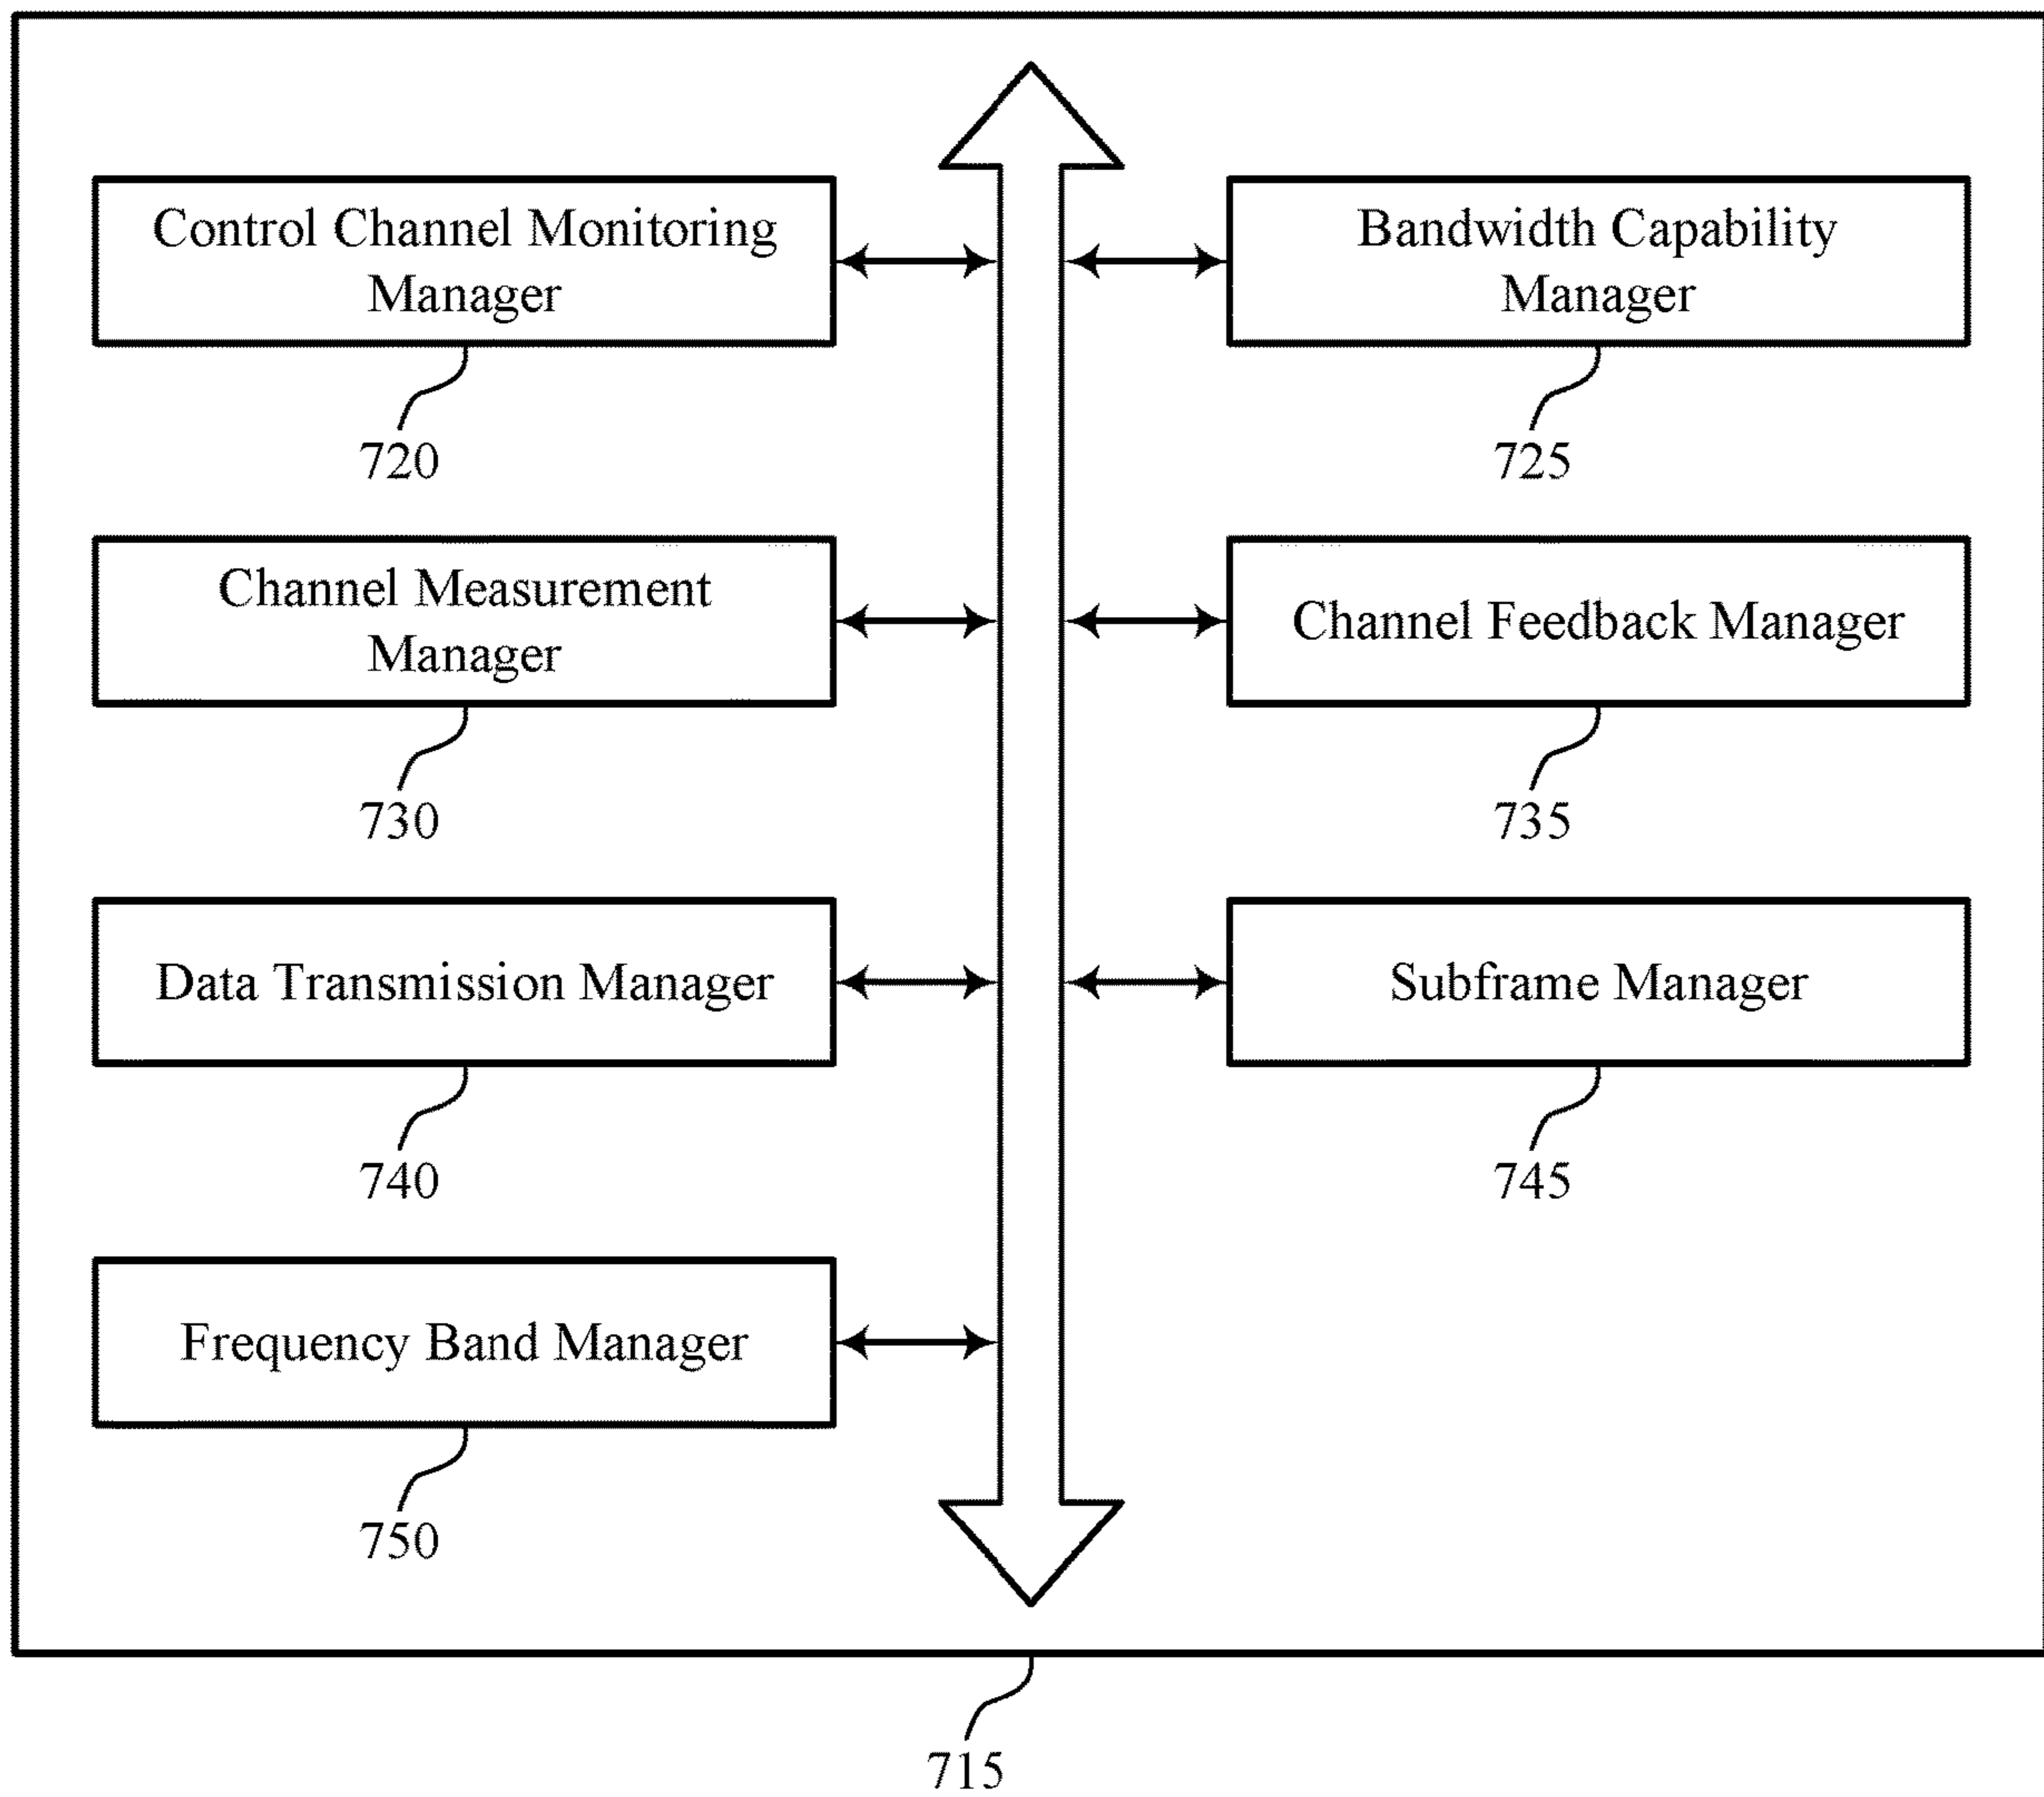 Control Channel Monitoring
Manager
720
Bandwidth Capability
Manager
725
Channel Measurement
Manager
730
Channel Feedback Manager
735
Data Transmission Manager
740
Subframe Manager
745
Frequency Band Manager
750
715